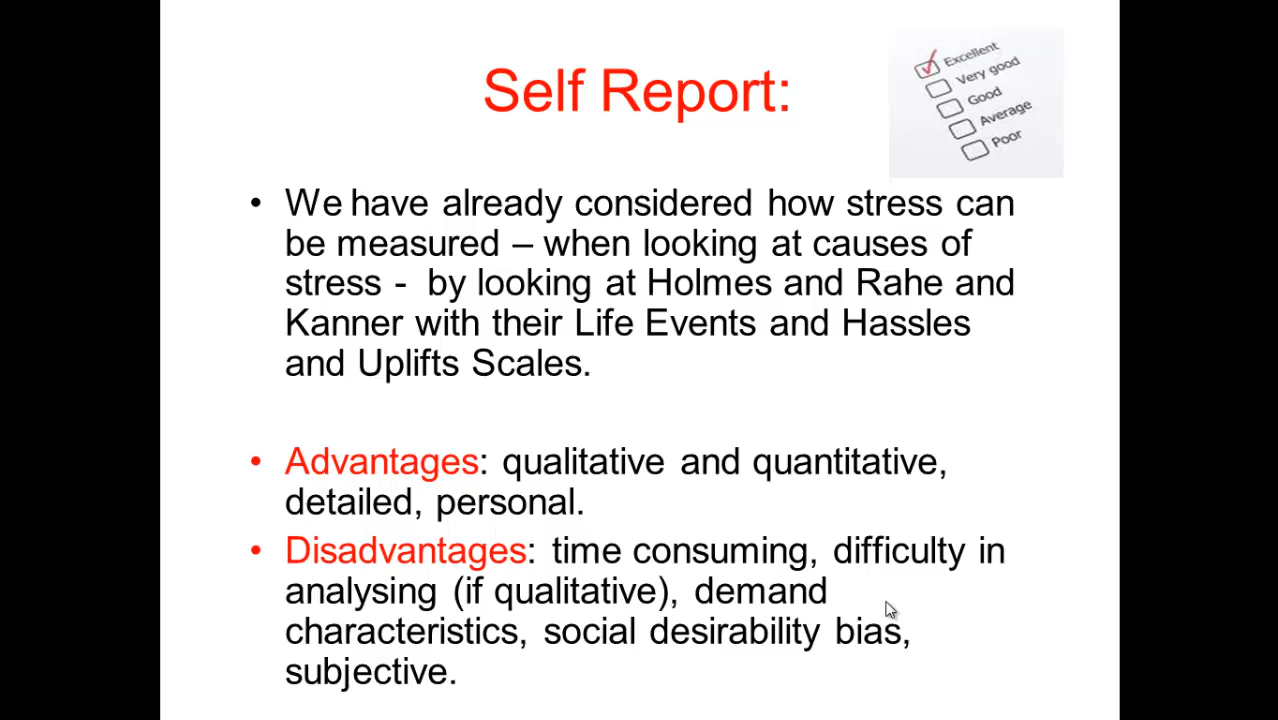 Self Report:
Excellent
Very good
Good
Average
Poor
• We have already considered how stress can
be measured – when looking at causes of
stress - by looking at Holmes and Rahe and
Kanner with their Life Events and Hassles
and Uplifts Scales.
• Advantages: qualitative and quantitative,
detailed, personal.
• Disadvantages: time consuming, difficulty in
analysing (if qualitative), demand
characteristics, social desirability bias,
subjective.